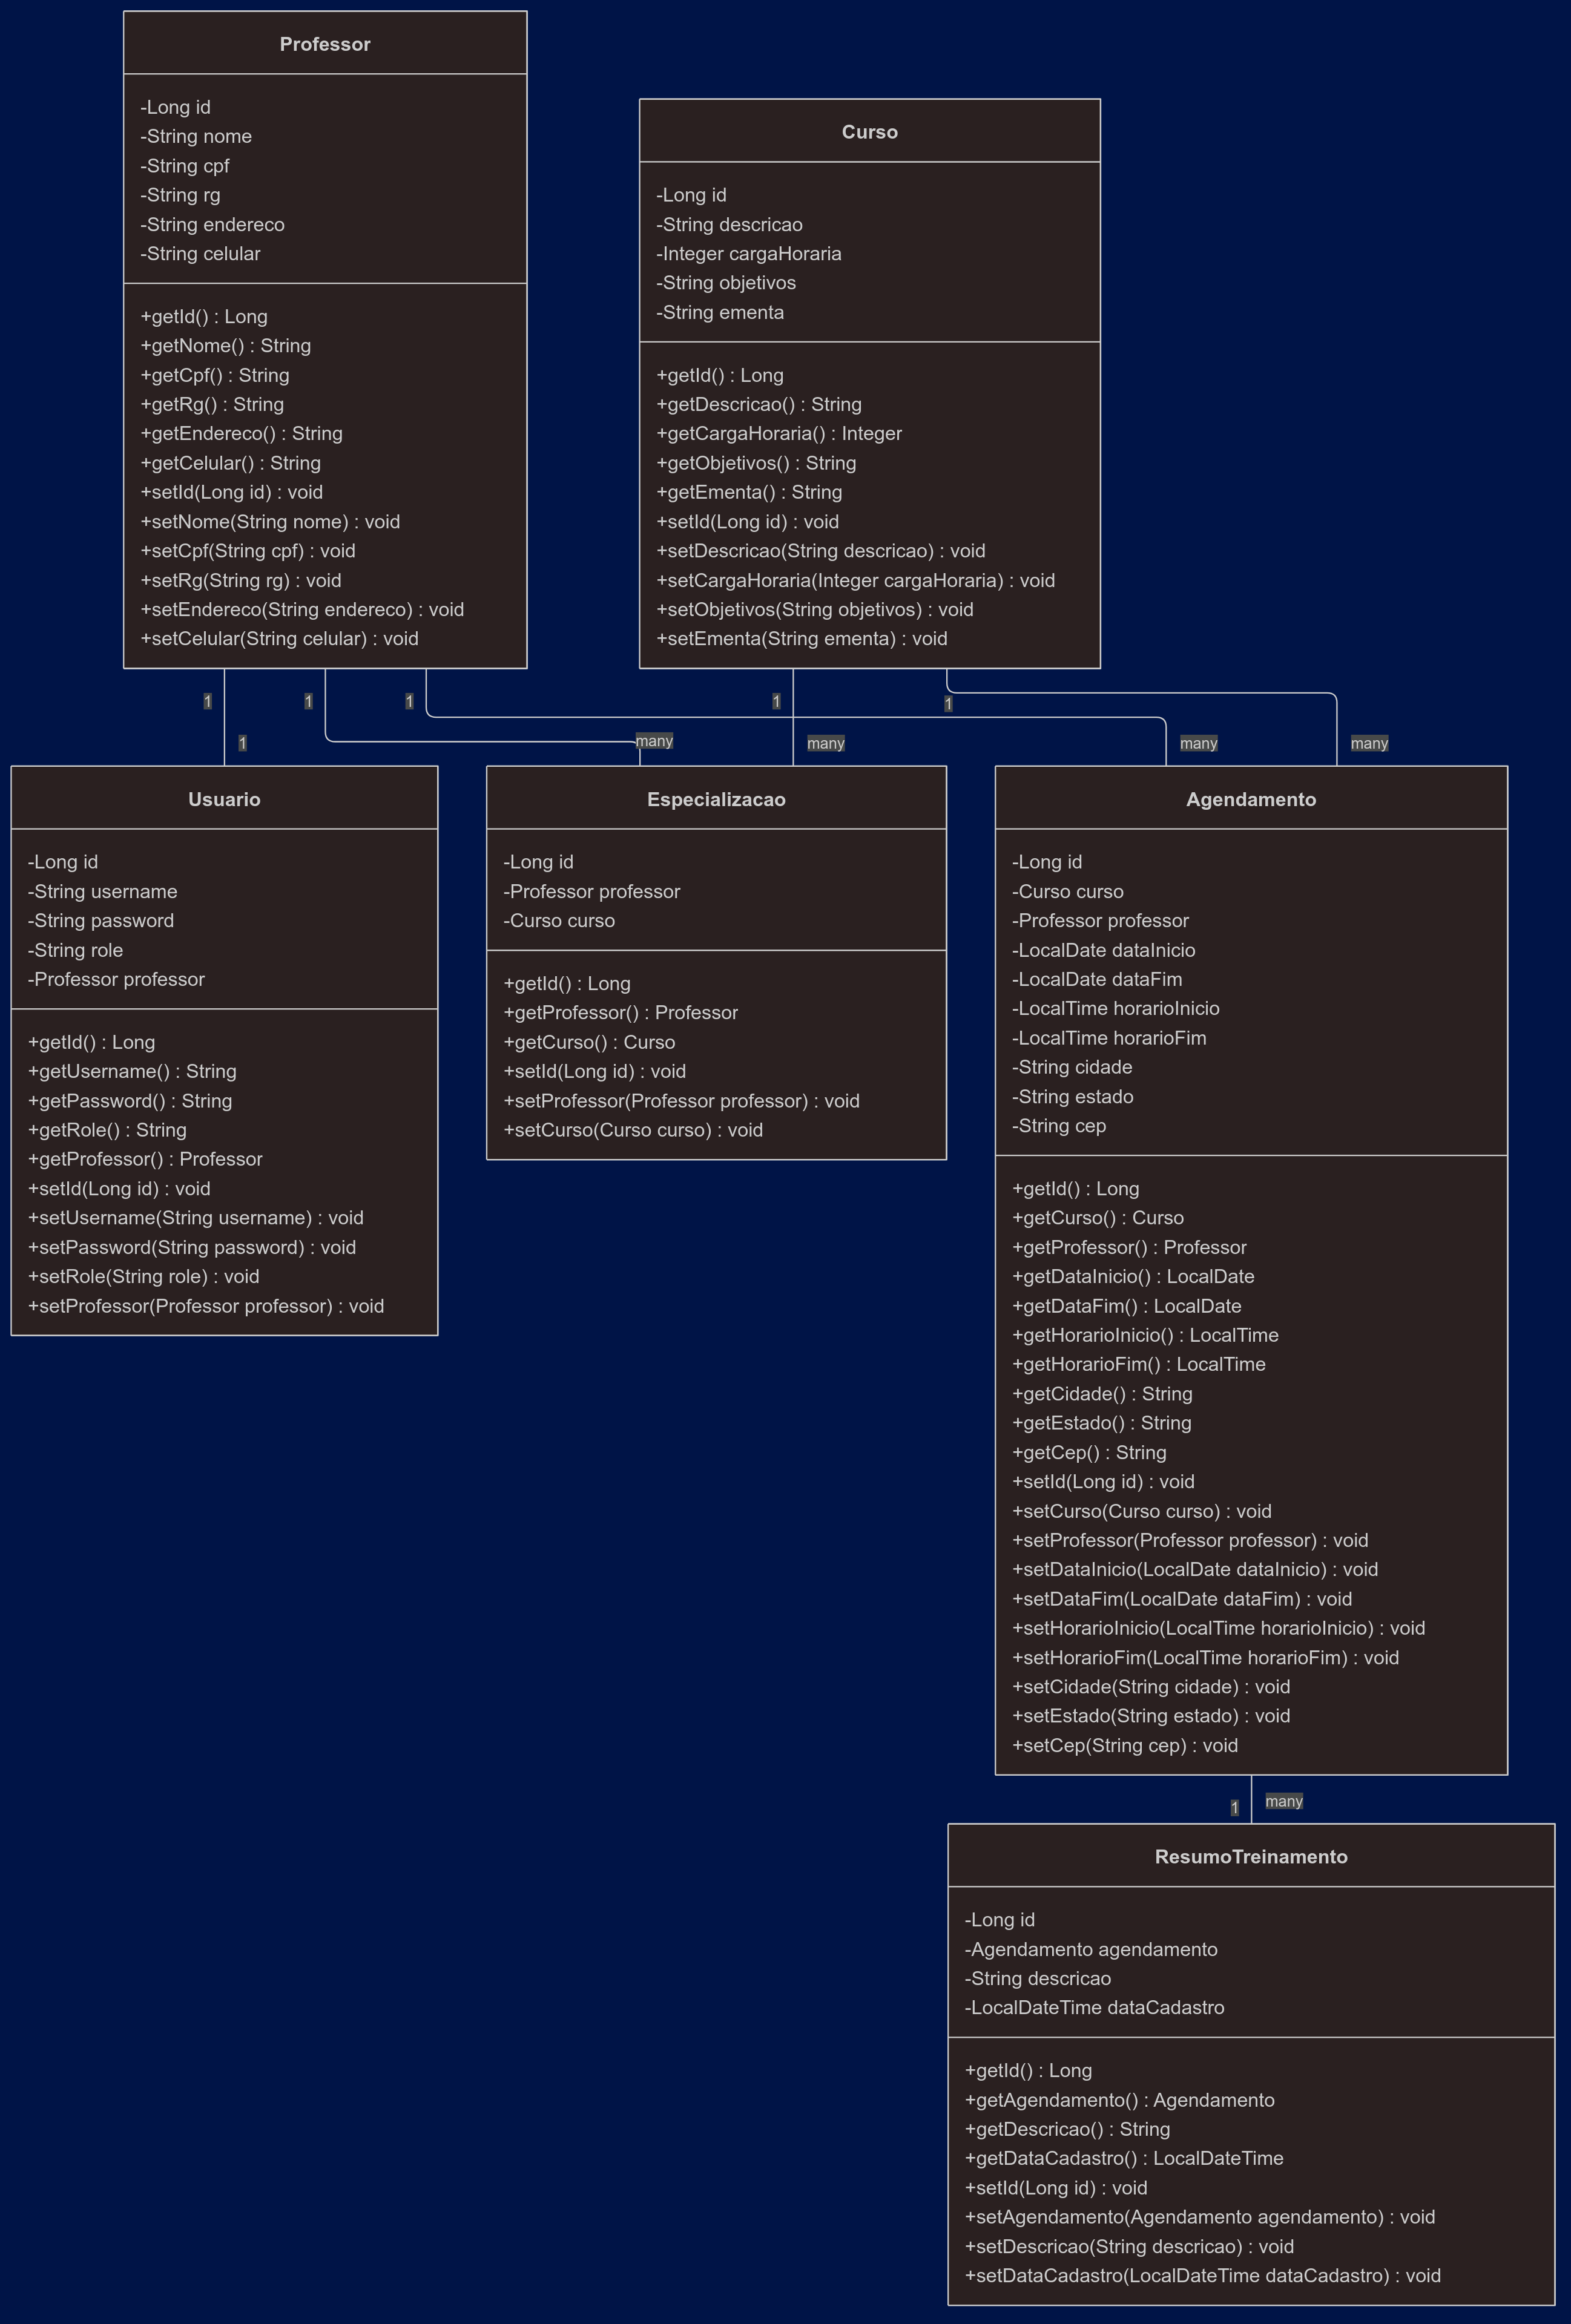 Professor
-Long id
-String nome
-String cpf
-String rg
-String endereco
-String celular
+getId() : Long
+getNome() : String
+getCpf() : String
+getRg() : String
+getEndereco() : String
+getCelular() : String
+setId(Long id) : void
+setNome(String nome) : void
+setCpf(String cpf) : void
+setRg(String rg) : void
+setEndereco(String endereco) : void
+setCelular(String celular) : void
Curso
-Long id
-String descricao
-Integer cargaHoraria
-String objetivos
-String ementa
+getId() : Long
+getDescricao() : String
+getCargaHoraria() : Integer
+getObjetivos() : String
+getEmenta() : String
+setId(Long id) : void
+setDescricao(String descricao) : void
+setCargaHoraria(Integer cargaHoraria) : void
+setObjetivos(String objetivos) : void
+setEmenta(String ementa) : void
1
1
1
1
1
1
many
many
many
many
Usuario
-Long id
-String username
-String password
-String role
-Professor professor
+getId() : Long
+getUsername() : String
+getPassword() : String
+getRole() : String
+getProfessor() : Professor
+setId(Long id) : void
+setUsername(String username) : void
+setPassword(String password) : void
+setRole(String role) : void
+setProfessor(Professor professor) : void
Especializacao
-Long id
-Professor professor
-Curso curso
+getId() : Long
+getProfessor() : Professor
+getCurso() : Curso
+setId(Long id) : void
+setProfessor(Professor professor) : void
+setCurso(Curso curso) : void
Agendamento
-Long id
-Curso curso
-Professor professor
-LocalDate dataInicio
-LocalDate dataFim
-LocalTime horarioInicio
-LocalTime horarioFim
-String cidade
-String estado
-String cep
+getId() : Long
+getCurso() : Curso
+getProfessor() : Professor
+getDataInicio() : LocalDate
+getDataFim() : LocalDate
+getHorarioInicio() : LocalTime
+getHorarioFim() : LocalTime
+getCidade() : String
+getEstado() : String
+getCep() : String
+setId(Long id) : void
+setCurso(Curso curso) : void
+setProfessor(Professor professor) : void
+setDataInicio(LocalDate dataInicio) : void
+setDataFim(LocalDate dataFim) : void
+setHorarioInicio(LocalTime horarioInicio) : void
+setHorarioFim(LocalTime horarioFim) : void
+setCidade(String cidade) : void
+setEstado(String estado) : void
+setCep(String cep) : void
1
many
ResumoTreinamento
-Long id
-Agendamento agendamento
-String descricao
-LocalDateTime dataCadastro
+getId() : Long
+getAgendamento() : Agendamento
+getDescricao() : String
+getDataCadastro() : LocalDateTime
+setId(Long id) : void
+setAgendamento(Agendamento agendamento) : void
+setDescricao(String descricao) : void
+setDataCadastro(LocalDateTime dataCadastro) : void